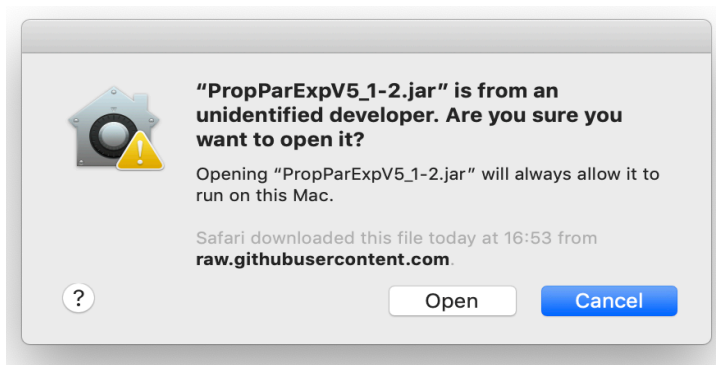 “PropParExpV5_1-2.jar” is from an
unidentified developer. Are you sure you
want to open it?
Opening “PropParExpV5_1-2.jar” will always allow it to
run on this Mac.
Safari downloaded this file today at 16:53 from
raw.githubusercontent.com.
?
Open
Cancel